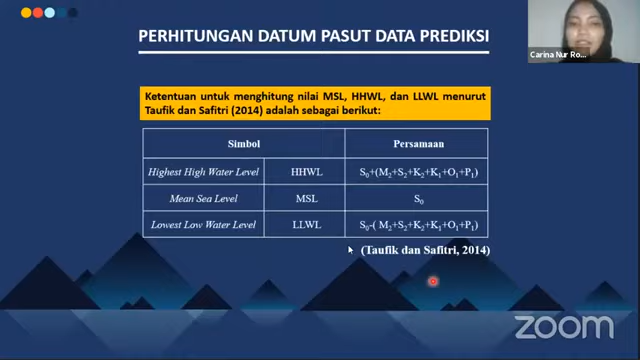 PERHITUNGAN DATUM PASUT DATA PREDIKSI
Carina Nur Ro...
Ketentuan untuk menghitung nilai MSL, HHWL, dan LLWL menurut
Taufik dan Safitri (2014) adalah sebagai berikut:
Simbol Persamaan
Highest High Water Level HHWL S₀+(M₂+S₂+K₂+K₁+O₁+P₁)
Mean Sea Level MSL S₀
Lowest Low Water Level LLWL S₀-( M₂+S₂+K₂+K₁+O₁+P₁)
(Taufik dan Safitri, 2014)
zoom